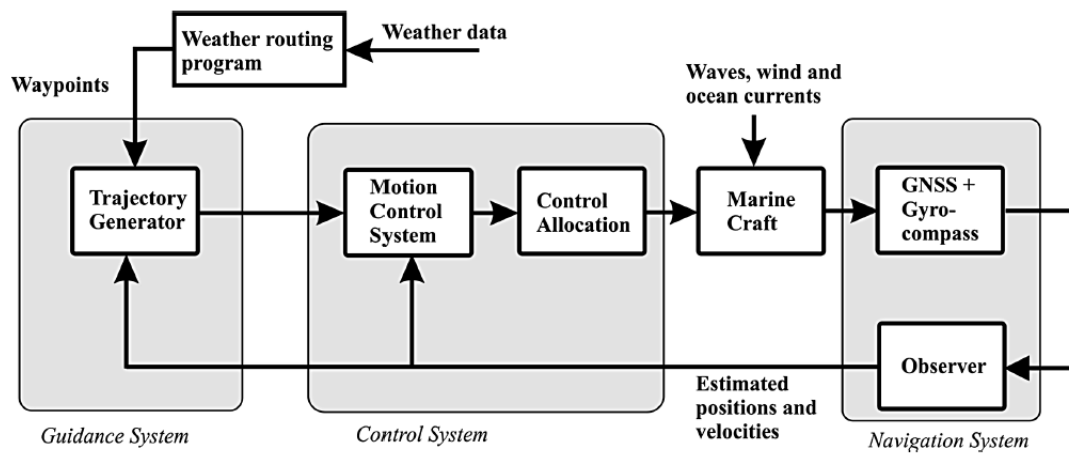 Weather routing
program
Weather data
Waypoints
Waves, wind and
ocean currents
Trajectory
Generator
Motion
Control
System
Control
Allocation
Marine
Craft
GNSS +
Gyro-
compass
Observer
Estimated
positions and
velocities
Guidance System
Control System
Navigation System